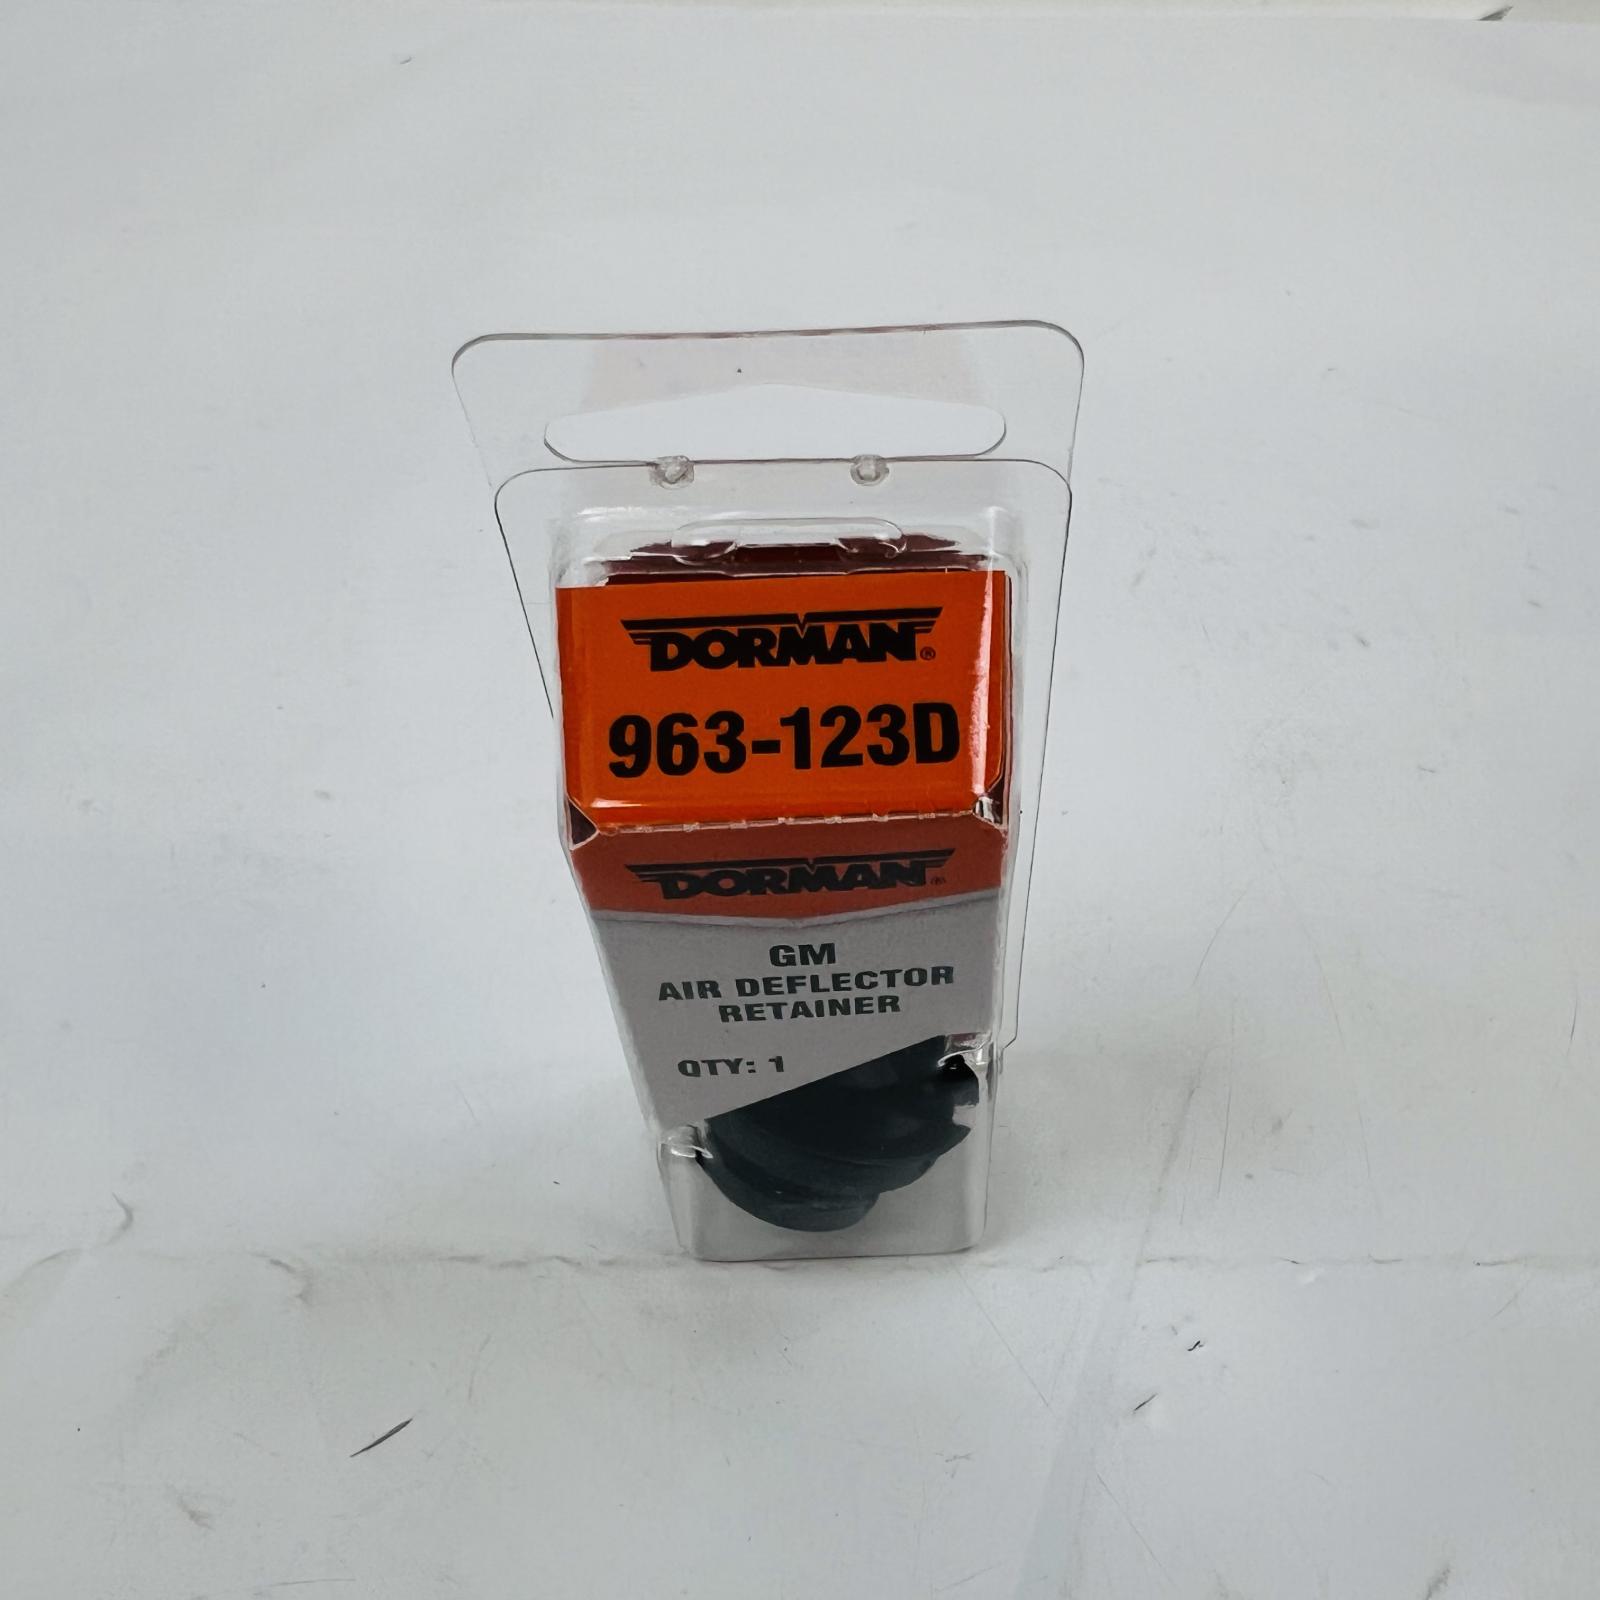 DORMAN®
963-123D
DORMAN®
GM
AIR DEFLECTOR
RETAINER
QTY: 1